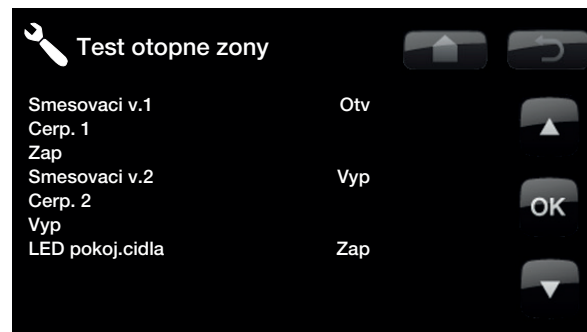 Test otopne zony
Smesovaci v.1 Otv
Cerp. 1
Zap
Smesovaci v.2 Vyp
Cerp. 2
Vyp
LED pokoj.cidla Zap
OK